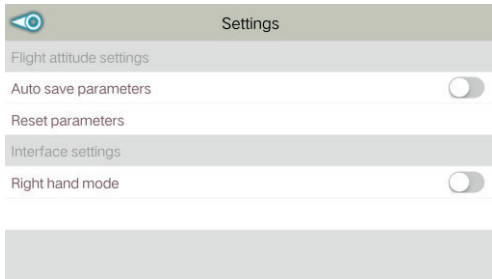 Settings
Flight attitude settings
Auto save parameters
Reset parameters
Interface settings
Right hand mode